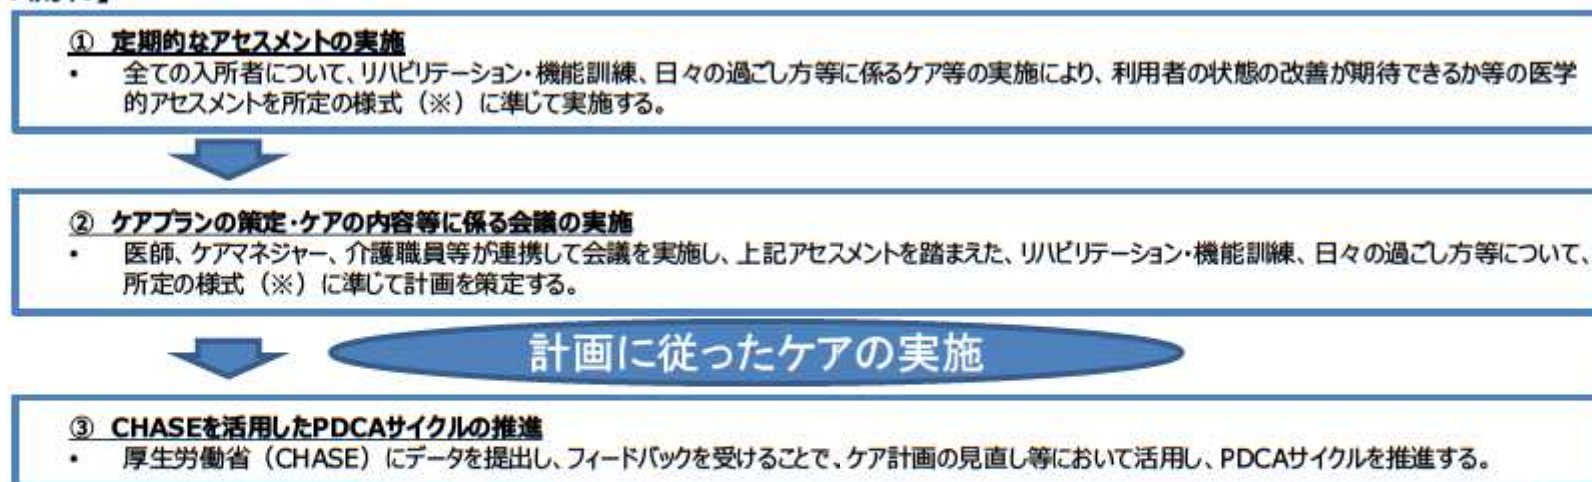 ① 定期的なアセスメントの実施
• 全ての入所者について、リハビリテーション・機能訓練、日々の過ごし方等に係るケア等の実施により、利用者の状態の改善が期待できるか等の医学
的アセスメントを所定の様式（※）に準じて実施する。
② ケアプランの策定・ケアの内容等に係る会議の実施
• 医師、ケアマネジャー、介護職員等が連携して会議を実施し、上記アセスメントを踏まえた、リハビリテーション・機能訓練、日々の過ごし方等について、
所定の様式（※）に準じて計画を策定する。
計画に従ったケアの実施
③ CHASEを活用したPDCAサイクルの推進
• 厚生労働省（CHASE）にデータを提出し、フィードバックを受けることで、ケア計画の見直し等において活用し、PDCAサイクルを推進する。